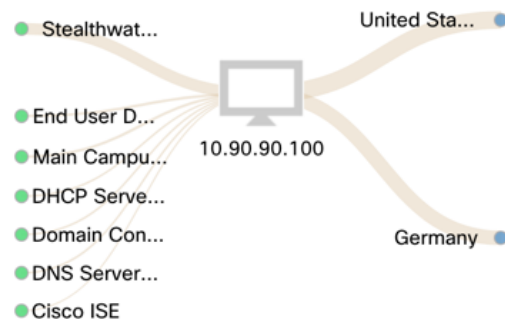 Stealthwat...
United Sta...
End User D...
10.90.90.100
Main Campu...
DHCP Serve...
Domain Con...
Germany
DNS Server...
Cisco ISE